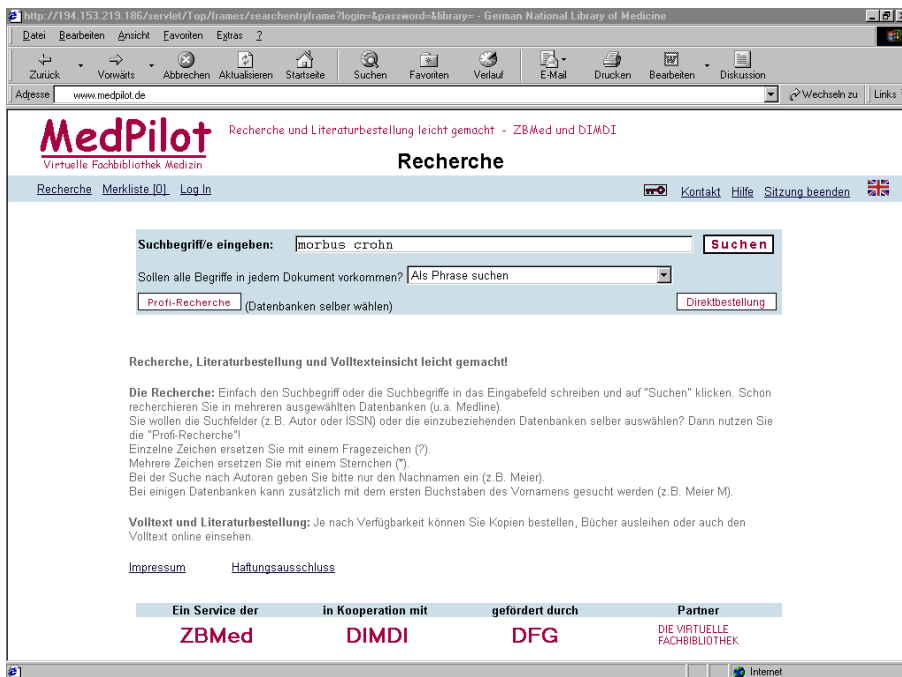 http://194.153.219.186/servlet/Top/frames/searchentryframe?login=&password=&library= - German National Library of Medicine
Datei Bearbeiten Ansicht Favoriten Extras ?
Zurück Vorwärts Abbrechen Aktualisieren Startseite Suchen Favoriten Verlauf E-Mail Drucken Bearbeiten Diskussion
Adresse www.medpilot.de Wechseln zu Links
MedPilot Recherche und Literaturbestellung leicht gemacht - ZBMed und DIMDI
Virtuelle Fachbibliothek Medizin
Recherche
Recherche Merkliste [0] Log In Kontakt Hilfe Sitzung beenden
Suchbegriff/e eingeben: morbus crohn Suchen
Sollen alle Begriffe in jedem Dokument vorkommen? Als Phrase suchen
Profi-Recherche (Datenbanken selber wählen) Direktbestellung
Recherche, Literaturbestellung und Volltexteinsicht leicht gemacht!
Die Recherche: Einfach den Suchbegriff oder die Suchbegriffe in das Eingabefeld schreiben und auf "Suchen" klicken. Schon
recherchieren Sie in mehreren ausgewählten Datenbanken (u.a. Medline).
Sie wollen die Suchfelder (z.B. Autor oder ISSN) oder die einzubeziehenden Datenbanken selber auswählen? Dann nutzen Sie
die "Profi-Recherche"!
Einzelne Zeichen ersetzen Sie mit einem Fragezeichen (?).
Mehrere Zeichen ersetzen Sie mit einem Sternchen (*).
Bei der Suche nach Autoren geben Sie bitte nur den Nachnamen ein (z.B. Meier).
Bei einigen Datenbanken kann zusätzlich mit dem ersten Buchstaben des Vornamens gesucht werden (z.B. Meier M).
Volltext und Literaturbestellung: Je nach Verfügbarkeit können Sie Kopien bestellen, Bücher ausleihen oder auch den
Volltext online einsehen.
Impressum Haftungsausschluss
Ein Service der in Kooperation mit gefördert durch Partner
ZBMed DIMDI DFG DIE VIRTUELLE
FACHBIBLIOTHEK
Internet